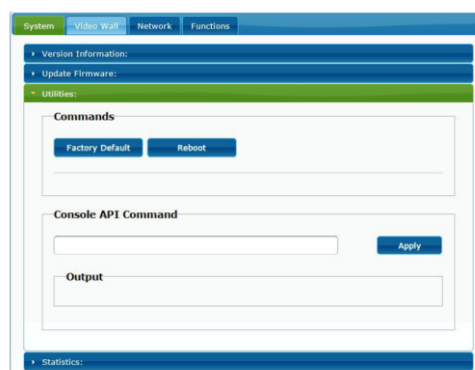 System Video Wall Network Functions
Version Information:
Update Firmware:
Utilities:
Commands
Factory Default Reboot
Console API Command
Apply
Output
Statistics: